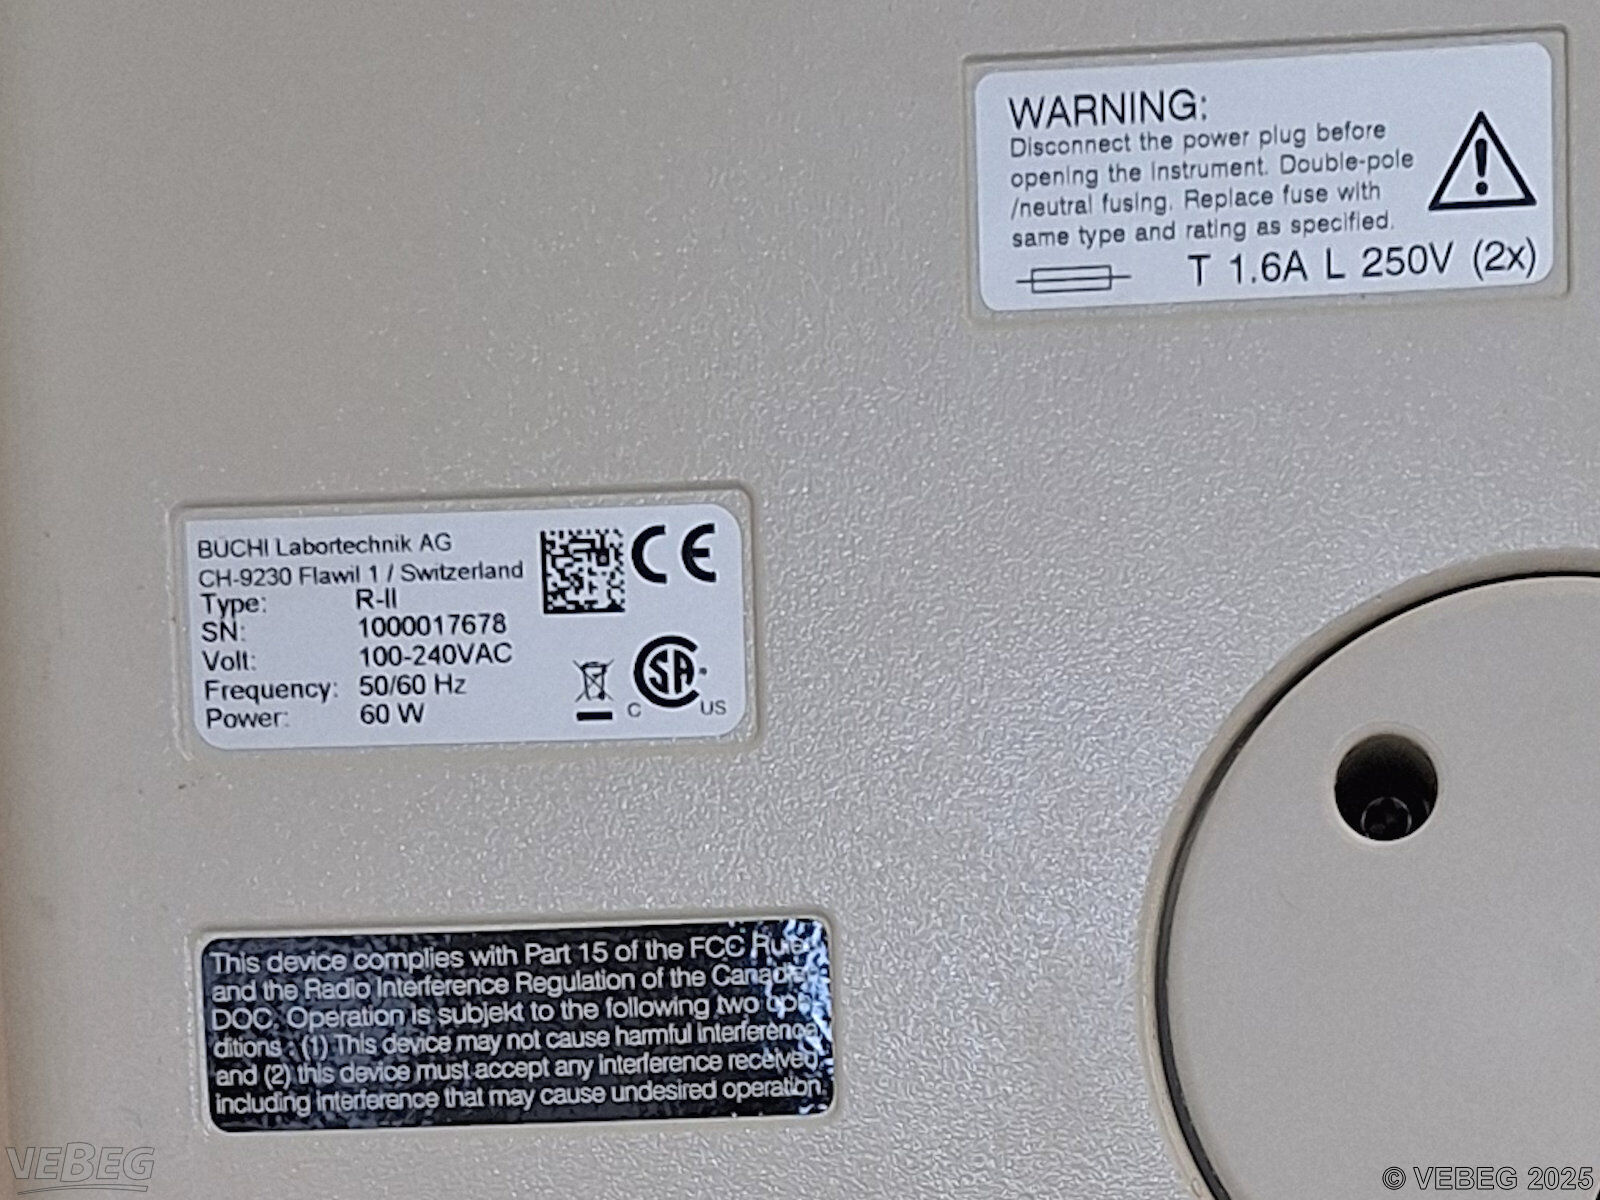 WARNING:
Disconnect the power plug before
opening the instrument. Double-pole
/neutral fusing. Replace fuse with
same type and rating as specified.
T 1.6A L 250V (2x)
BÜCHI Labortechnik AG
CH-9230 Flawil 1 / Switzerland
Type: R-II
SN: 1000017678
Volt: 100-240VAC
Frequency: 50/60 Hz
Power: 60 W
CE
C SA US
This device complies with Part 15 of the FCC Rules
and the Radio Interference Regulation of the Canadian
DOC. Operation is subjekt to the following two con-
ditions : (1) This device may not cause harmful interference,
and (2) this device must accept any interference received,
including interference that may cause undesired operation.
VEBEG
© VEBEG 2025